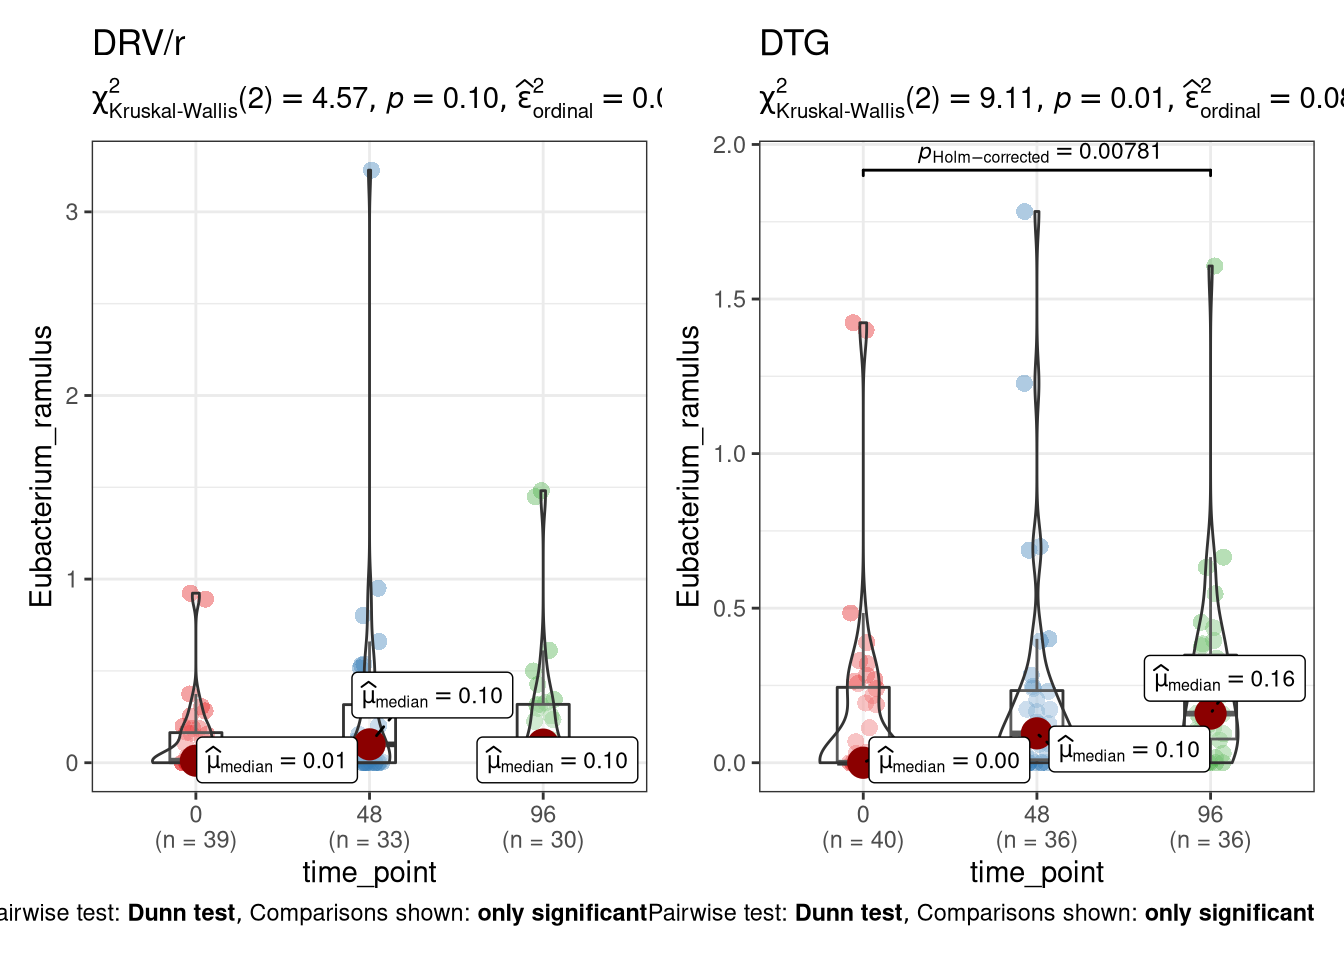 DRV/r
χ²Kruskal-Wallis(2) = 4.57, p = 0.10, ε̂²ordinal = 0.0
3
2
1
0
Eubacterium_ramulus
μ̂median = 0.01
μ̂median = 0.10
μ̂median = 0.10
0
(n = 39)
48
(n = 33)
96
(n = 30)
time_point
airwise test: Dunn test, Comparisons shown: only significant
DTG
χ²Kruskal-Wallis(2) = 9.11, p = 0.01, ε̂²ordinal = 0.08
pHolm−corrected = 0.00781
2.0
1.5
1.0
0.5
0.0
Eubacterium_ramulus
μ̂median = 0.00
μ̂median = 0.10
μ̂median = 0.16
0
(n = 40)
48
(n = 36)
96
(n = 36)
time_point
Pairwise test: Dunn test, Comparisons shown: only significant